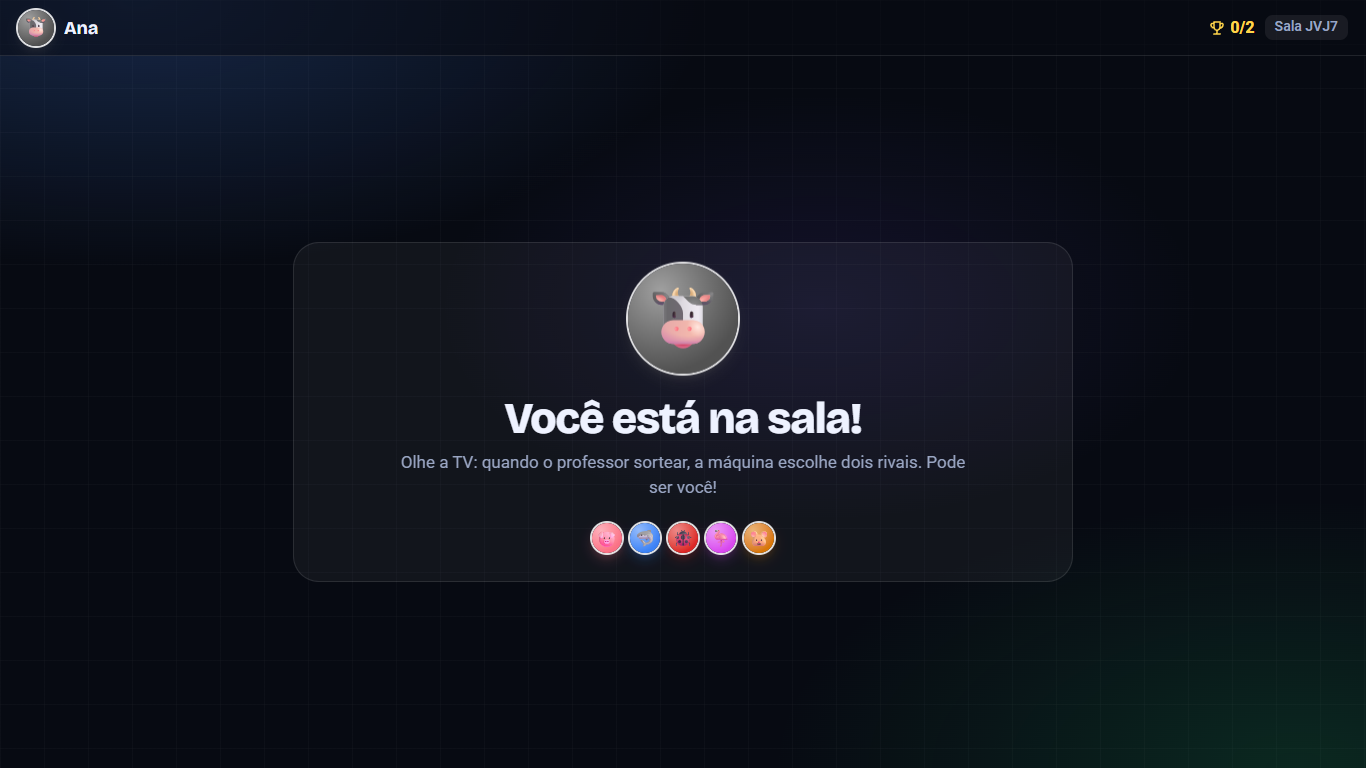 Ana
0/2
Sala JVJ7
Você está na sala!
Olhe a TV: quando o professor sortear, a máquina escolhe dois rivais. Pode
ser você!